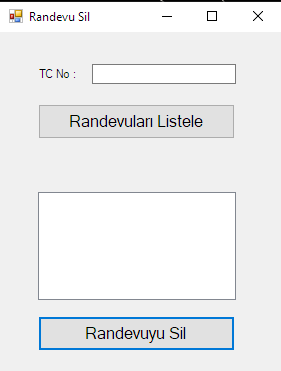 Randevu Sil
TC No :
Randevuları Listele
Randevuyu Sil